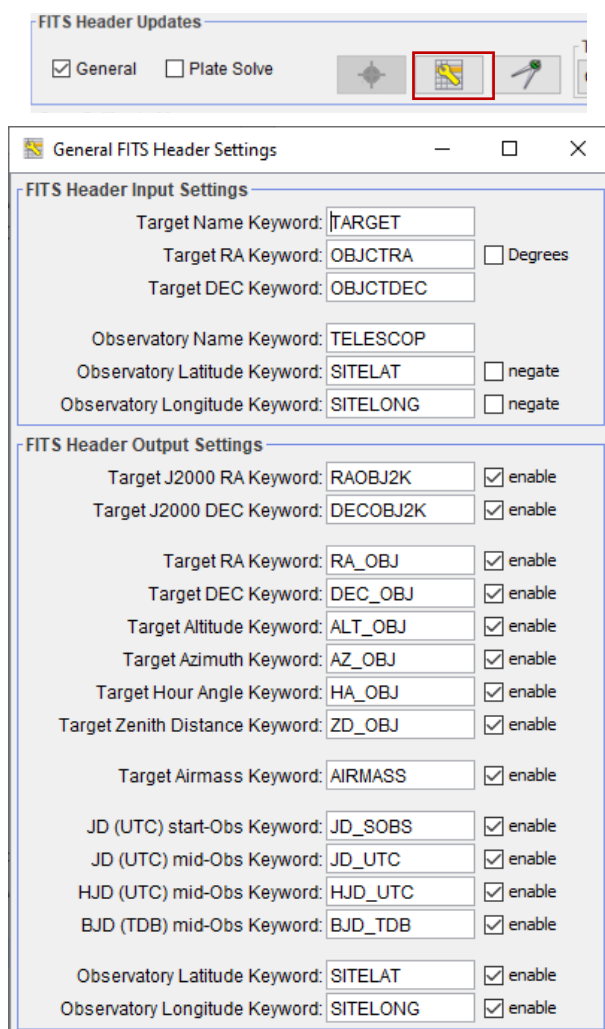 FITS Header Updates
General Plate Solve
General FITS Header Settings
FITS Header Input Settings
Target Name Keyword: TARGET
Target RA Keyword: OBJCTRA Degrees
Target DEC Keyword: OBJCTDEC
Observatory Name Keyword: TELESCOP
Observatory Latitude Keyword: SITELAT negate
Observatory Longitude Keyword: SITELONG negate
FITS Header Output Settings
Target J2000 RA Keyword: RAOBJ2K enable
Target J2000 DEC Keyword: DECOBJ2K enable
Target RA Keyword: RA_OBJ enable
Target DEC Keyword: DEC_OBJ enable
Target Altitude Keyword: ALT_OBJ enable
Target Azimuth Keyword: AZ_OBJ enable
Target Hour Angle Keyword: HA_OBJ enable
Target Zenith Distance Keyword: ZD_OBJ enable
Target Airmass Keyword: AIRMASS enable
JD (UTC) start-Obs Keyword: JD_SOBS enable
JD (UTC) mid-Obs Keyword: JD_UTC enable
HJD (UTC) mid-Obs Keyword: HJD_UTC enable
BJD (TDB) mid-Obs Keyword: BJD_TDB enable
Observatory Latitude Keyword: SITELAT enable
Observatory Longitude Keyword: SITELONG enable